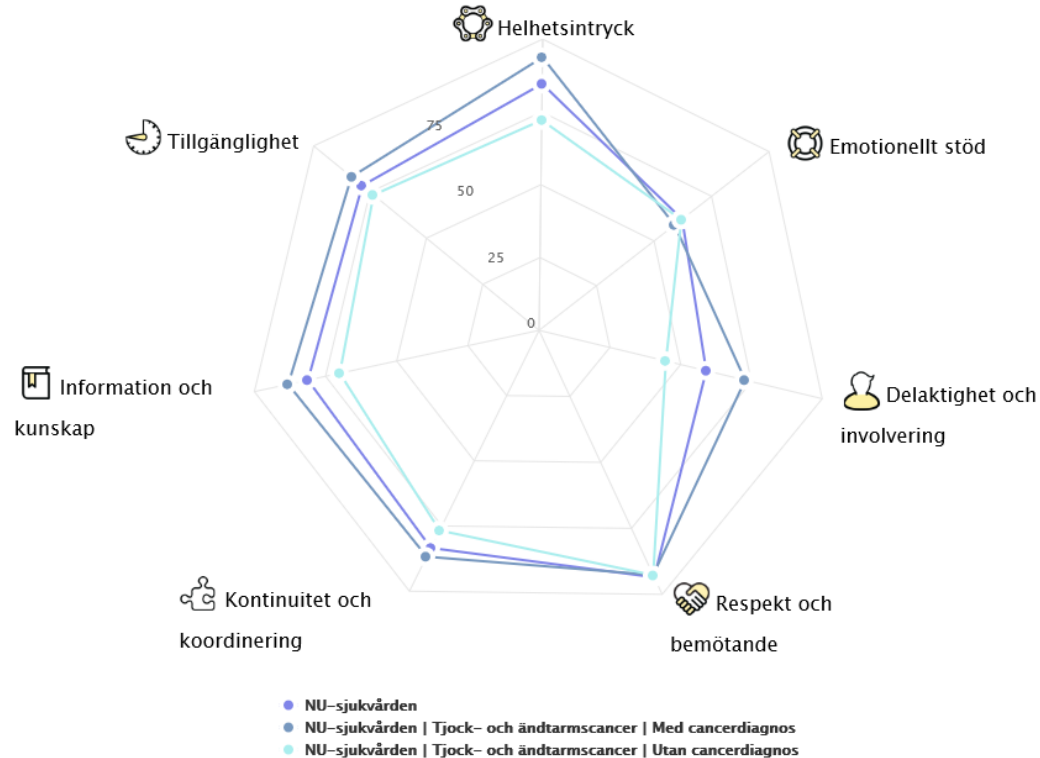 Helhetsintryck
Tillgänglighet
75
Emotionellt stöd
50
25
0
Information och
kunskap
Delaktighet och
involvering
Kontinuitet och
koordinering
Respekt och
bemötande
NU-sjukvården
NU-sjukvården | Tjock- och ändtarmscancer | Med cancerdiagnos
NU-sjukvården | Tjock- och ändtarmscancer | Utan cancerdiagnos